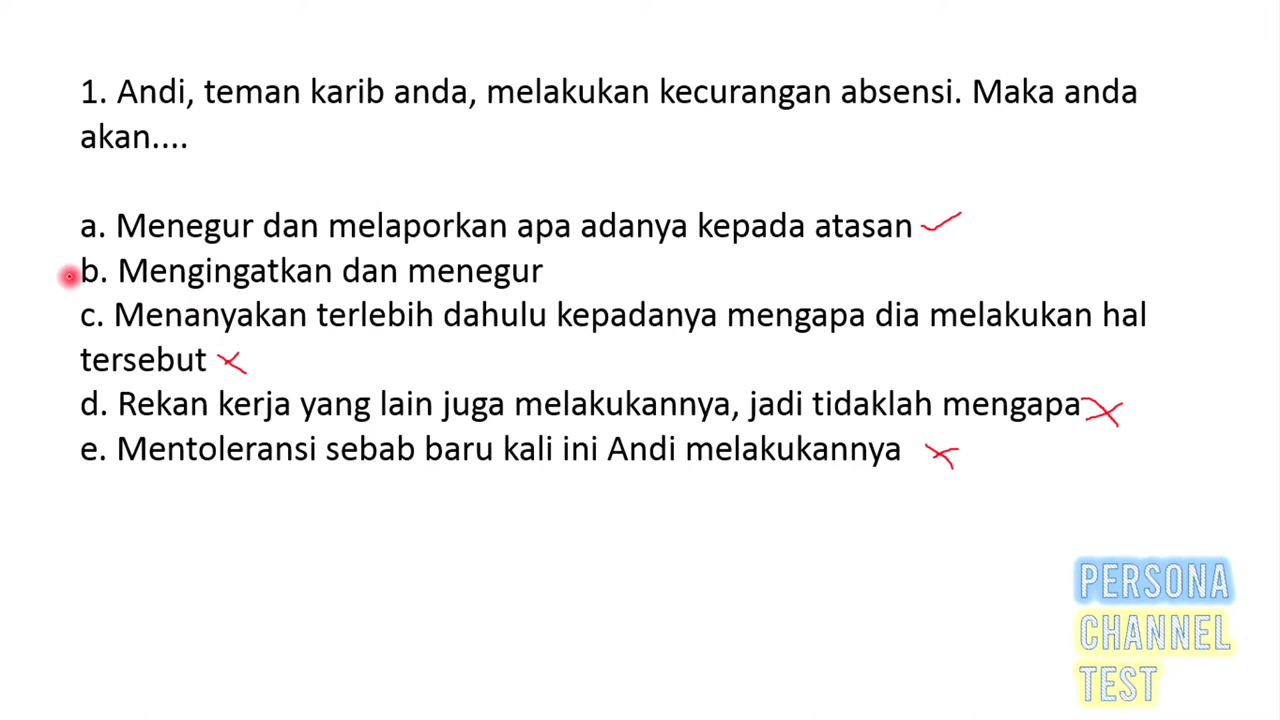 1. Andi, teman karib anda, melakukan kecurangan absensi. Maka anda
akan....
a. Menegur dan melaporkan apa adanya kepada atasan
b. Mengingatkan dan menegur
c. Menanyakan terlebih dahulu kepadanya mengapa dia melakukan hal
tersebut
d. Rekan kerja yang lain juga melakukannya, jadi tidaklah mengapa
e. Mentoleransi sebab baru kali ini Andi melakukannya
PERSONA
CHANNEL
TEST